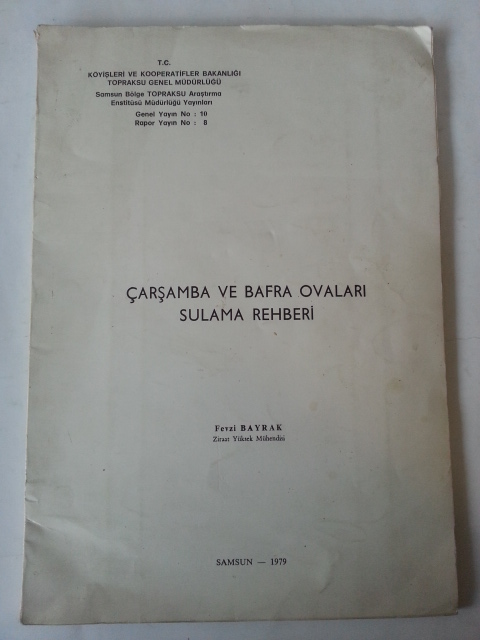 T.C.
KÖYİŞLERİ VE KOOPERATİFLER BAKANLIĞI
TOPRAKSU GENEL MÜDÜRLÜĞÜ
Samsun Bölge TOPRAKSU Araştırma
Enstitüsü Müdürlüğü Yayınları
Genel Yayın No : 10
Rapor Yayın No : 8
ÇARŞAMBA VE BAFRA OVALARI
SULAMA REHBERİ
Fevzi BAYRAK
Ziraat Yüksek Mühendisi
SAMSUN — 1979